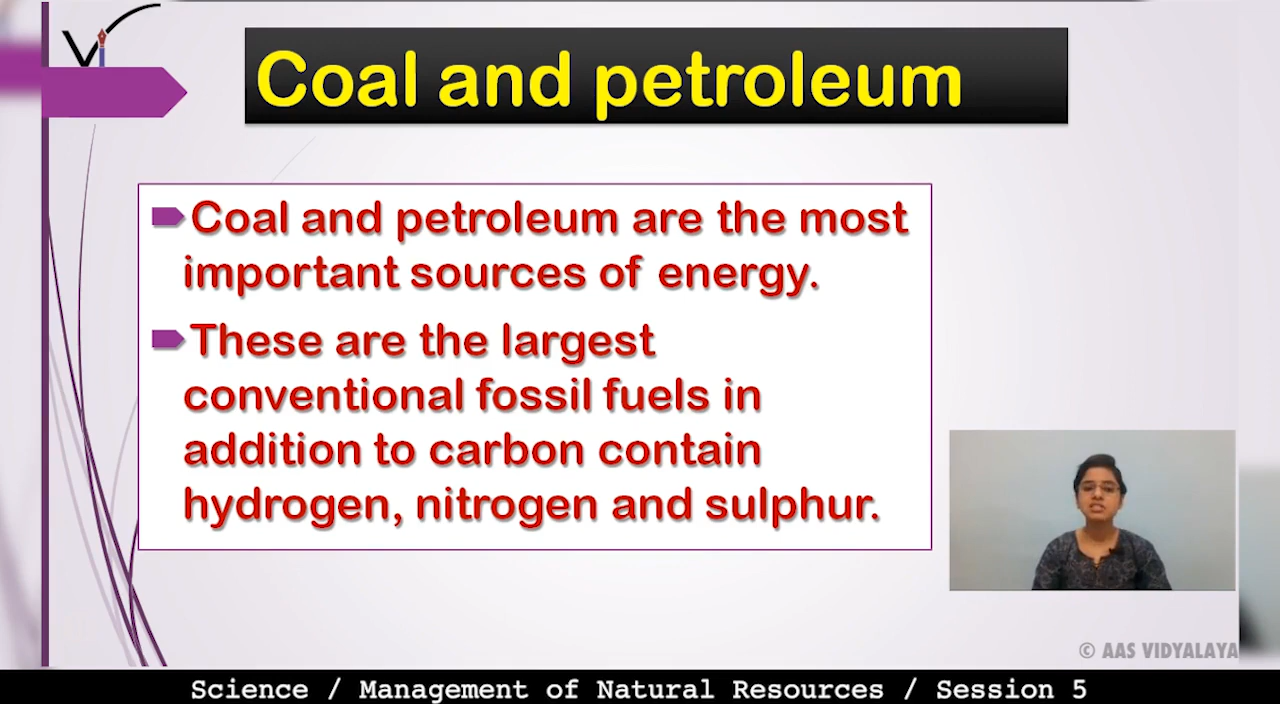 Coal and petroleum
Coal and petroleum are the most
important sources of energy.
These are the largest
conventional fossil fuels in
addition to carbon contain
hydrogen, nitrogen and sulphur.
© AAS VIDYALAYA
Science / Management of Natural Resources / Session 5